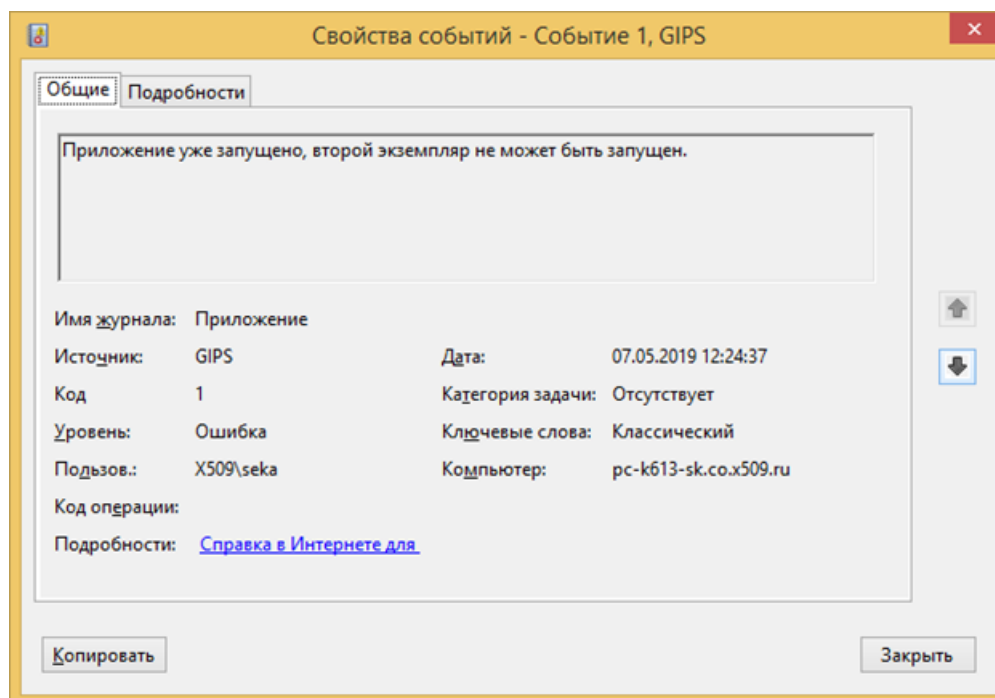 Свойства событий - Событие 1, GIPS
Общие Подробности
Приложение уже запущено, второй экземпляр не может быть запущен.
Имя журнала: Приложение
Источник: GIPS Дата: 07.05.2019 12:24:37
Код 1 Категория задачи: Отсутствует
Уровень: Ошибка Ключевые слова: Классический
Пользов.: X509\seka Компьютер: pc-k613-sk.co.x509.ru
Код операции:
Подробности: Справка в Интернете для
Копировать Закрыть